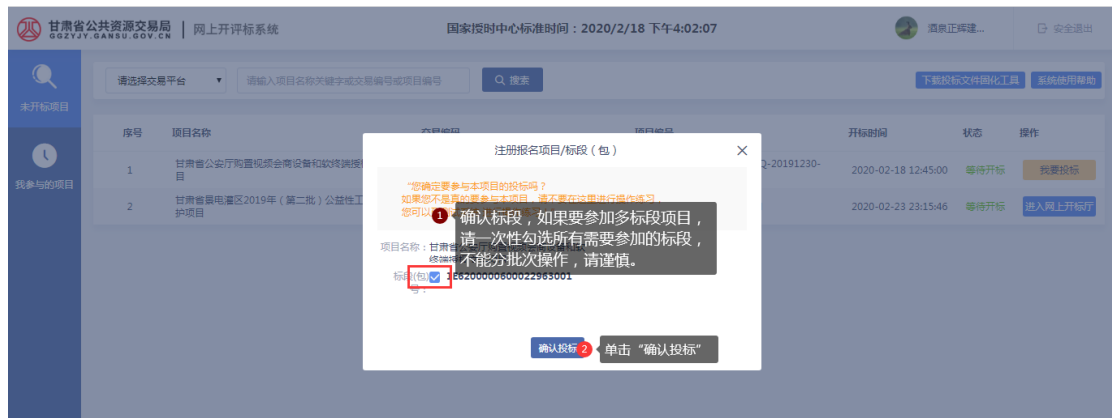 甘肃省公共资源交易局 网上开评标系统 国家授时中心标准时间：2020/2/18 下午4:02:07 酒泉正辉建... 安全退出
GGZYJY.GANSU.GOV.CN
请选择交易平台 请输入项目名称关键字或交易编号或项目编号 搜索 下载投标文件固化工具 系统使用帮助
未开标项目
序号 项目名称 开标时间 状态 操作
注册报名项目/标段（包）
1 甘肃省公安厅购置视频会商设备和软终端授 Q-20191230- 2020-02-18 12:45:00 等待开标 我要投标
目
我参与的项目
“您确定要参与本项目的投标吗？
如果您不是真的要参与本项目，请不要在这里进行操作练习，
您可以
2 甘肃省景电灌区2019年（第二批）公益性工 2020-02-23 23:15:46 等待开标 进入网上开标厅
护项目
1 确认标段，如果要参加多标段项目，
请一次性勾选所有需要参加的标段，
不能分批次操作，请谨慎。
项目名称：甘肃省
标段(包) 1E6200000600022963001
号：
确认投标 2 单击“确认投标”